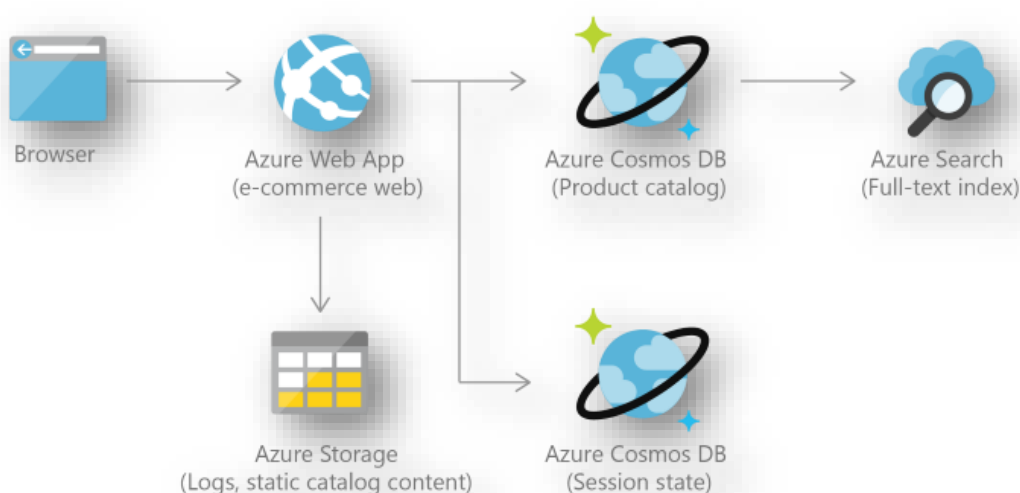 Browser
Azure Web App
(e-commerce web)
Azure Cosmos DB
(Product catalog)
Azure Search
(Full-text index)
Azure Storage
(Logs, static catalog content)
Azure Cosmos DB
(Session state)